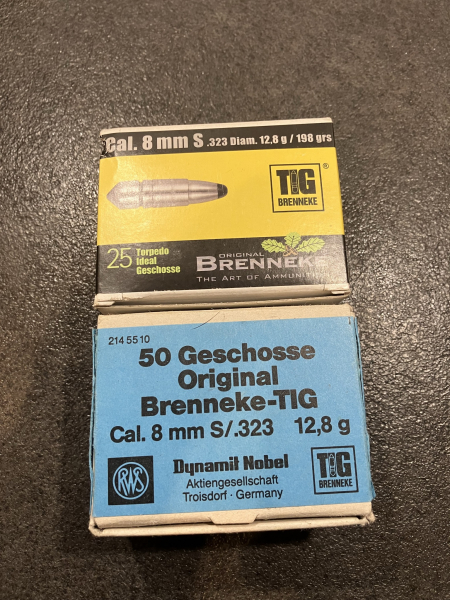 Cal. 8 mm S .323 Diam. 12,8 g / 198 grs
TIG®
BRENNEKE
25 Torpedo
Ideal
Geschosse
ORIGINAL
BRENNEKE
THE ART OF AMMUNITION
214 55 10
50 Geschosse
Original
Brenneke-TIG
Cal. 8 mm S/.323 12,8 g
RWS
Dynamit Nobel
Aktiengesellschaft
Troisdorf · Germany
TIG
BRENNEKE